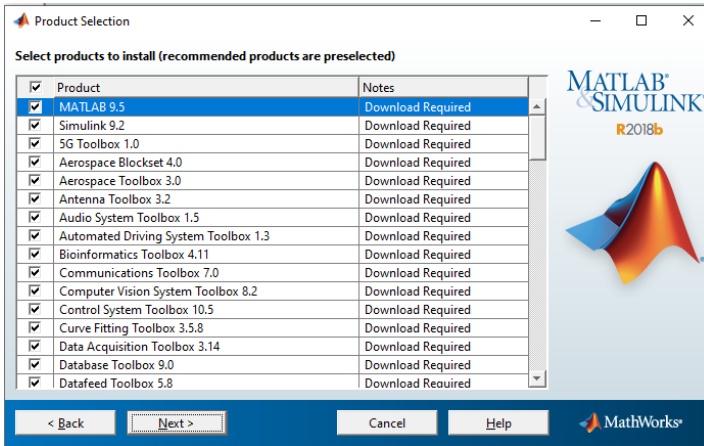 Product Selection
Select products to install (recommended products are preselected)
Product Notes
MATLAB 9.5 Download Required
Simulink 9.2 Download Required
5G Toolbox 1.0 Download Required
Aerospace Blockset 4.0 Download Required
Aerospace Toolbox 3.0 Download Required
Antenna Toolbox 3.2 Download Required
Audio System Toolbox 1.5 Download Required
Automated Driving System Toolbox 1.3 Download Required
Bioinformatics Toolbox 4.11 Download Required
Communications Toolbox 7.0 Download Required
Computer Vision System Toolbox 8.2 Download Required
Control System Toolbox 10.5 Download Required
Curve Fitting Toolbox 3.5.8 Download Required
Data Acquisition Toolbox 3.14 Download Required
Database Toolbox 9.0 Download Required
Datafeed Toolbox 5.8 Download Required
MATLAB®
&SIMULINK®
R2018b
< Back Next > Cancel Help
MathWorks®